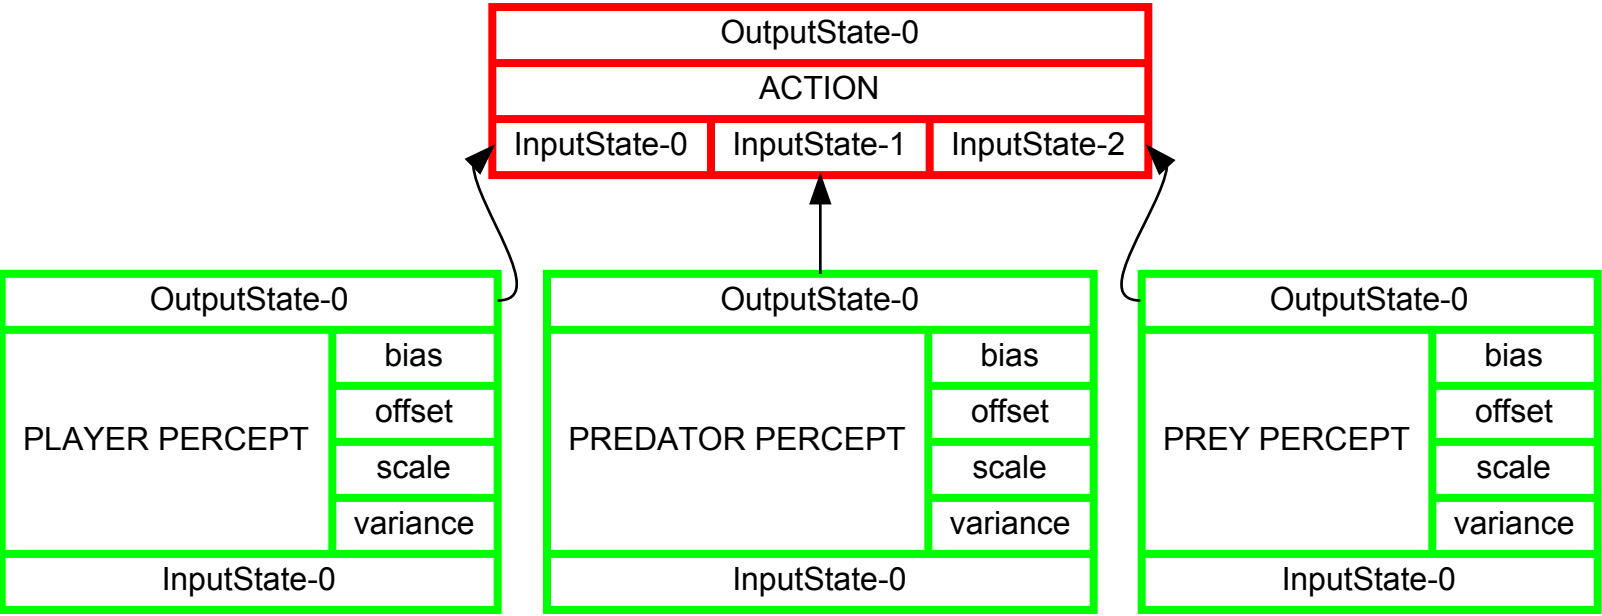 OutputState-0
ACTION
InputState-0 InputState-1 InputState-2
OutputState-0
PLAYER PERCEPT
bias
offset
scale
variance
InputState-0
OutputState-0
PREDATOR PERCEPT
bias
offset
scale
variance
InputState-0
OutputState-0
PREY PERCEPT
bias
offset
scale
variance
InputState-0